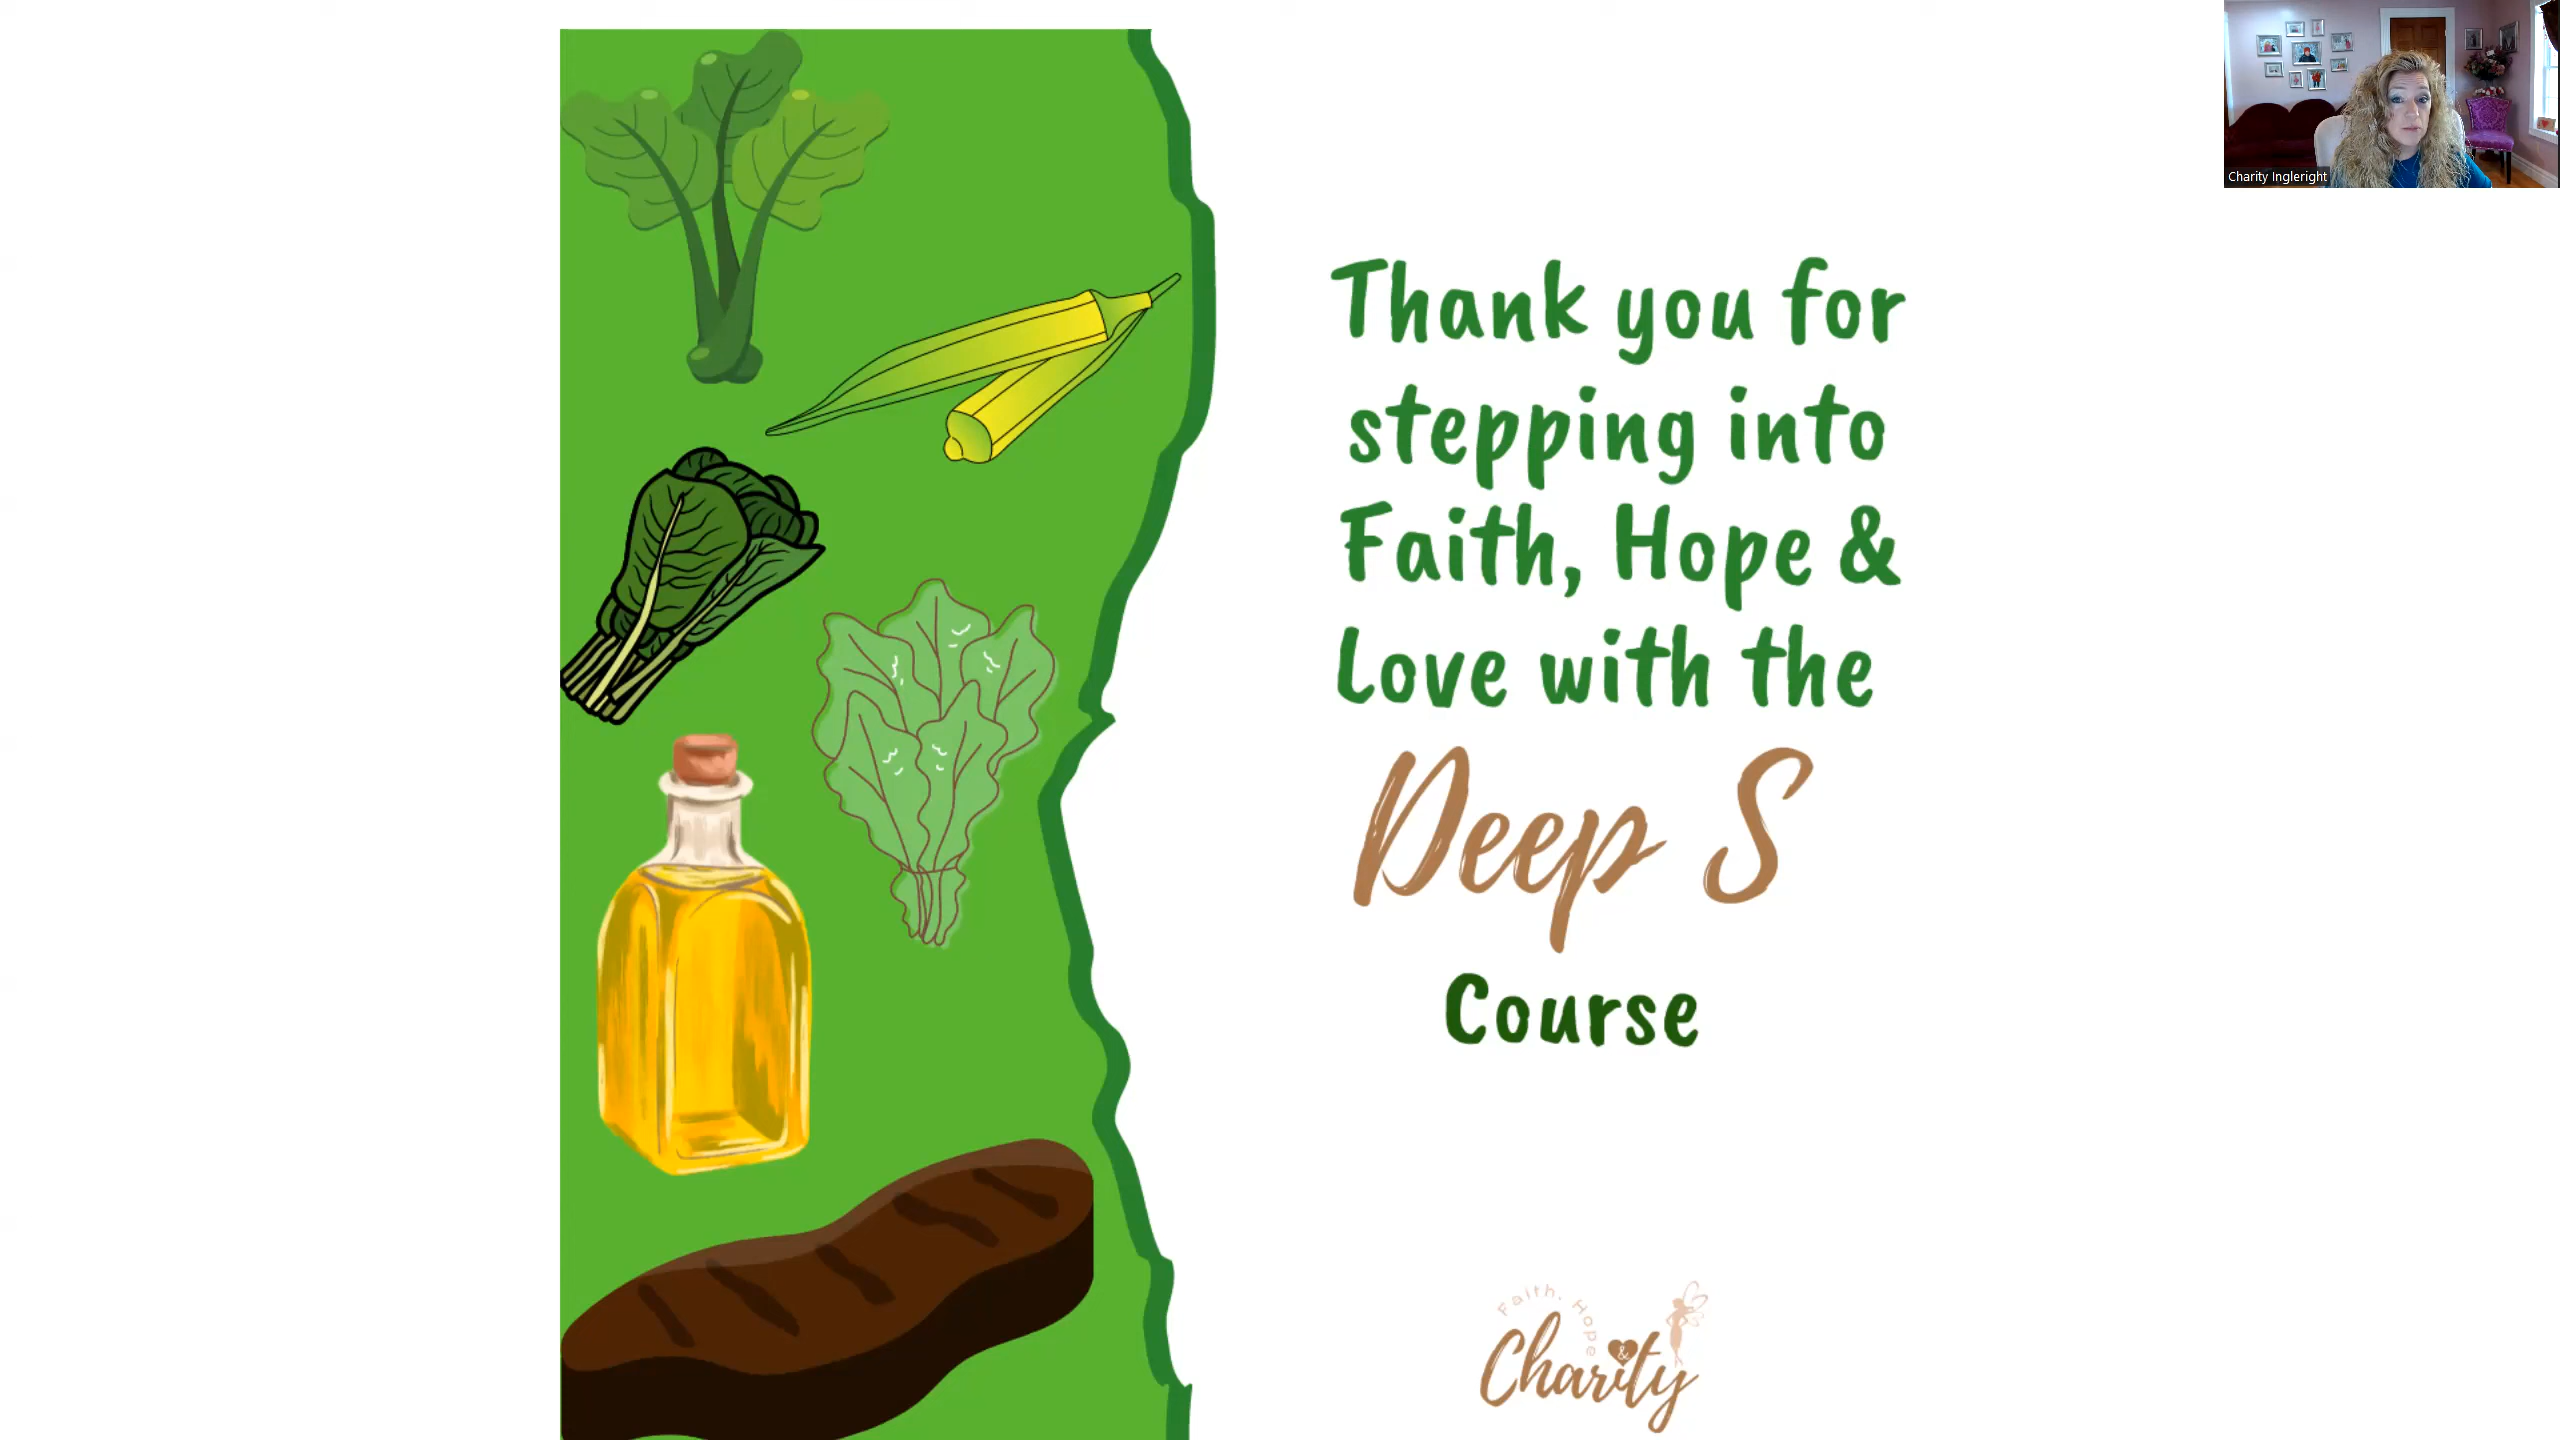 Charity Ingleright
Thank you for
stepping into
Faith, Hope &
Love with the
Deep S
Course
Faith, Hope
&
Charity